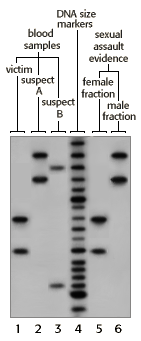 DNA size
markers
blood
samples
sexual
assault
evidence
victim
suspect
A
suspect
B
female
fraction
male
fraction
1 2 3 4 5 6